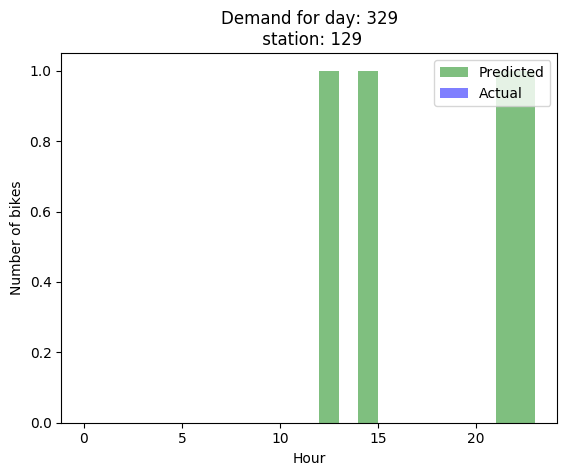 Demand for day: 329
station: 129
Predicted
Actual
1.0
0.8
0.6
0.4
0.2
0.0
Number of bikes
0
5
10
15
20
Hour